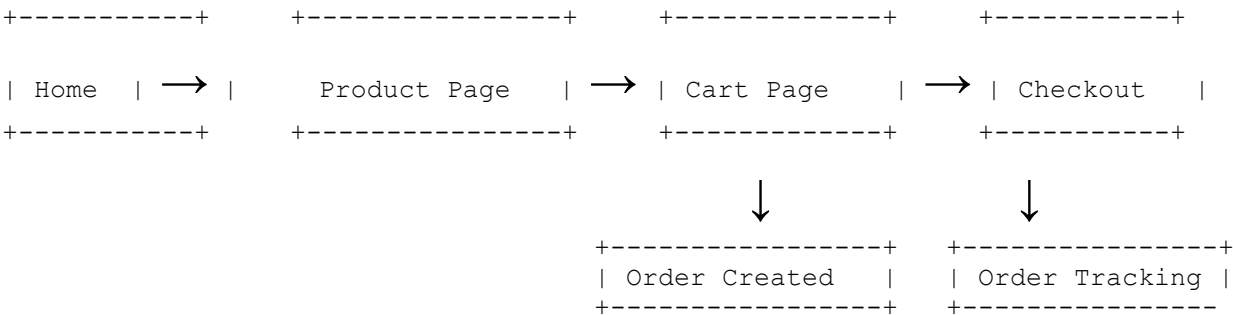 +-----------+     +----------------+     +-------------+     +-----------+
| Home  | → |     Product Page   | → | Cart Page    | → | Checkout   |
+-----------+     +----------------+     +-------------+     +-----------+
↓ ↓
+-----------------+   +----------------+
| Order Created   |   | Order Tracking |
+-----------------+   +----------------